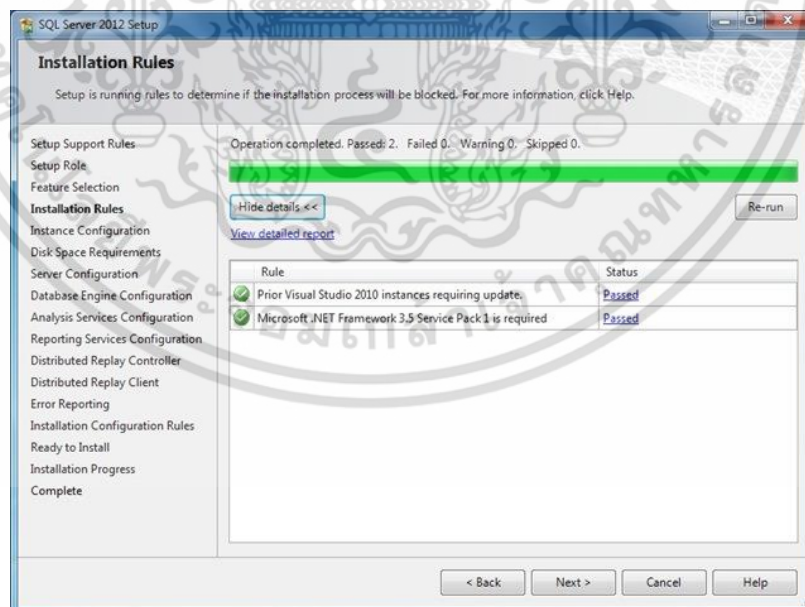 SQL Server 2012 Setup
Installation Rules
Setup is running rules to determine if the installation process will be blocked. For more information, click Help.
Setup Support Rules
Setup Role
Feature Selection
Installation Rules
Instance Configuration
Disk Space Requirements
Server Configuration
Database Engine Configuration
Analysis Services Configuration
Reporting Services Configuration
Distributed Replay Controller
Distributed Replay Client
Error Reporting
Installation Configuration Rules
Ready to Install
Installation Progress
Complete
Operation completed. Passed: 2. Failed 0. Warning 0. Skipped 0.
Hide details <<
Re-run
View detailed report
Rule Status
Prior Visual Studio 2010 instances requiring update. Passed
Microsoft .NET Framework 3.5 Service Pack 1 is required Passed
< Back Next > Cancel Help